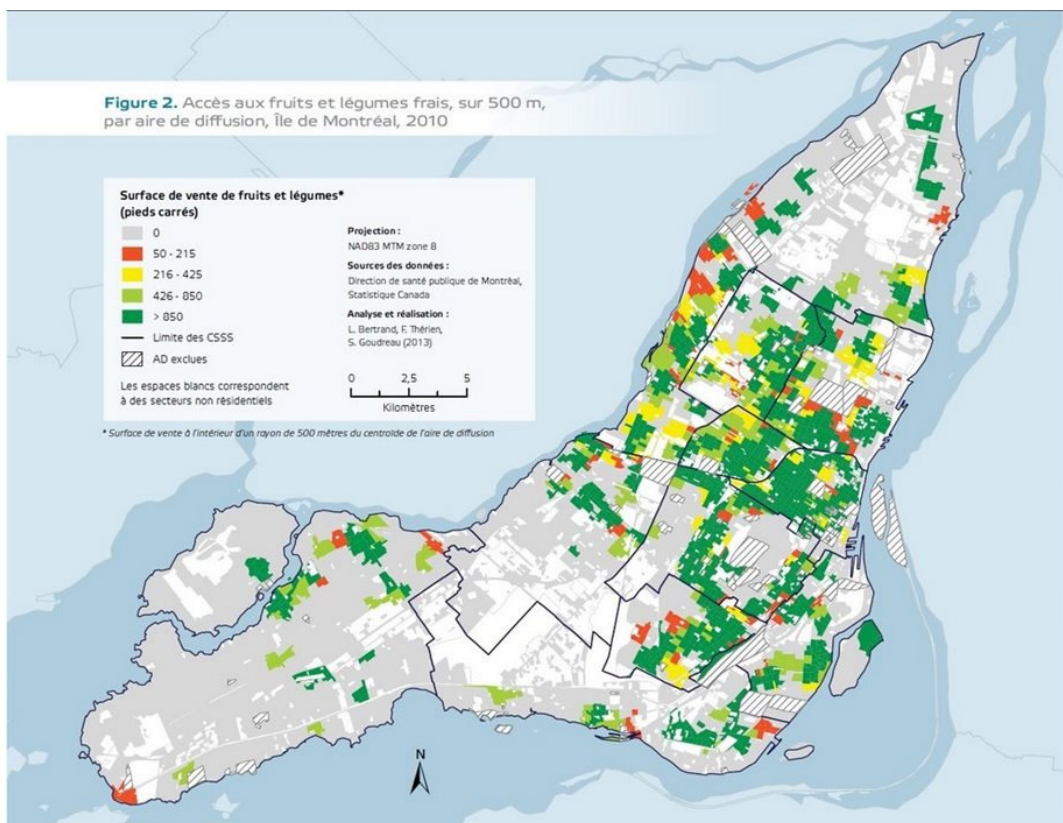 Figure 2. Accès aux fruits et légumes frais, sur 500 m,
par aire de diffusion, Île de Montréal, 2010
Surface de vente de fruits et légumes*
(pieds carrés)
0
50 - 215
216 - 425
426 - 850
> 850
Limite des CSSS
AD exclues
Les espaces blancs correspondent
à des secteurs non résidentiels
Projection :
NAD83 MTM zone 8
Sources des données :
Direction de santé publique de Montréal,
Statistique Canada
Analyse et réalisation :
L. Bertrand, F. Thérien,
S. Goudreau (2013)
0 2,5 5
Kilomètres
* Surface de vente à l'intérieur d'un rayon de 500 mètres du centroïde de l'aire de diffusion
N